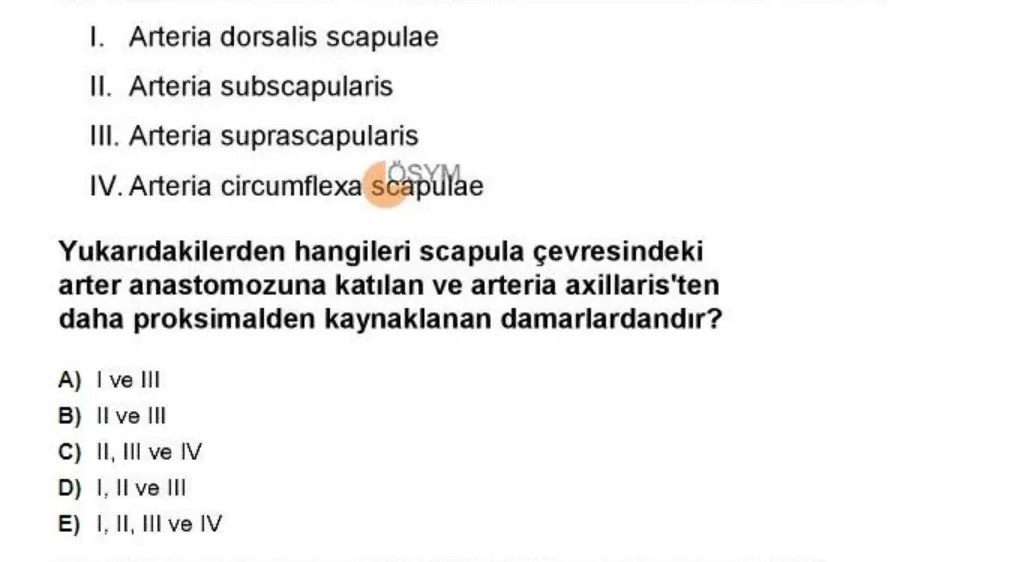 I. Arteria dorsalis scapulae
II. Arteria subscapularis
III. Arteria suprascapularis
ÖSYM
IV. Arteria circumflexa scapulae
Yukarıdakilerden hangileri scapula çevresindeki
arter anastomozuna katılan ve arteria axillaris'ten
daha proksimalden kaynaklanan damarlardandır?
A) I ve III
B) II ve III
C) II, III ve IV
D) I, II ve III
E) I, II, III ve IV